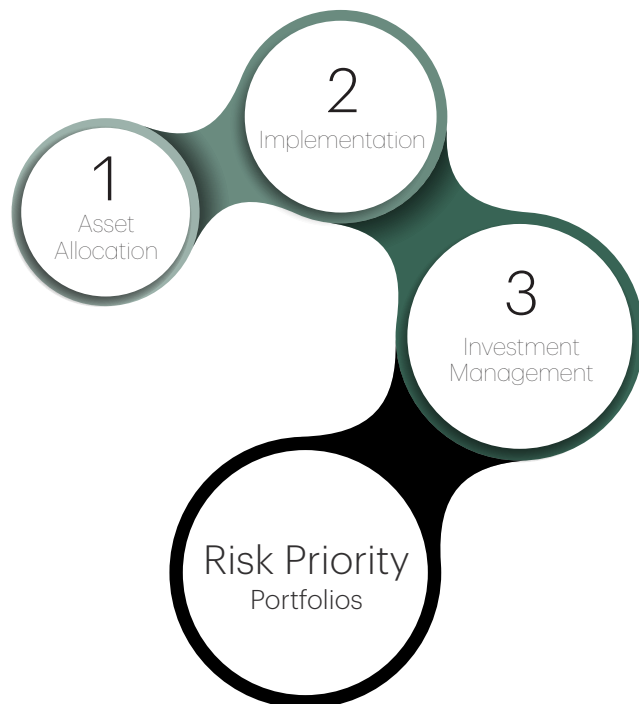 1
Asset
Allocation
2
Implementation
3
Investment
Management
Risk Priority
Portfolios